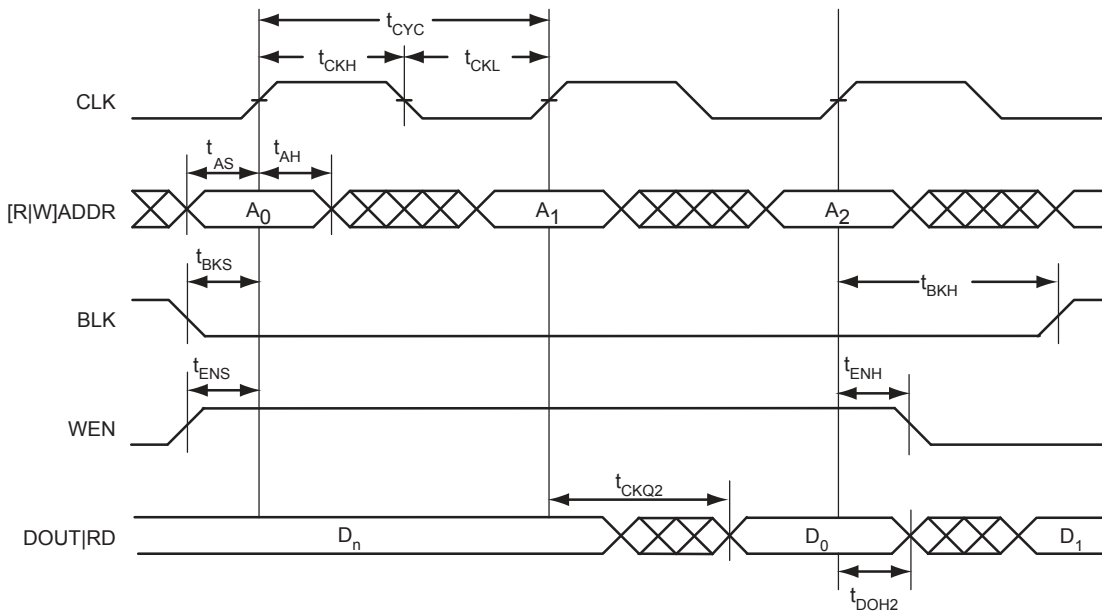 tCYC
tCKH tCKL
CLK
tAS tAH
[R|W]ADDR A0 A1 A2
tBKS tBKH
BLK
tENS tENH
WEN
tCKQ2
DOUT|RD Dn D0 D1
tDOH2